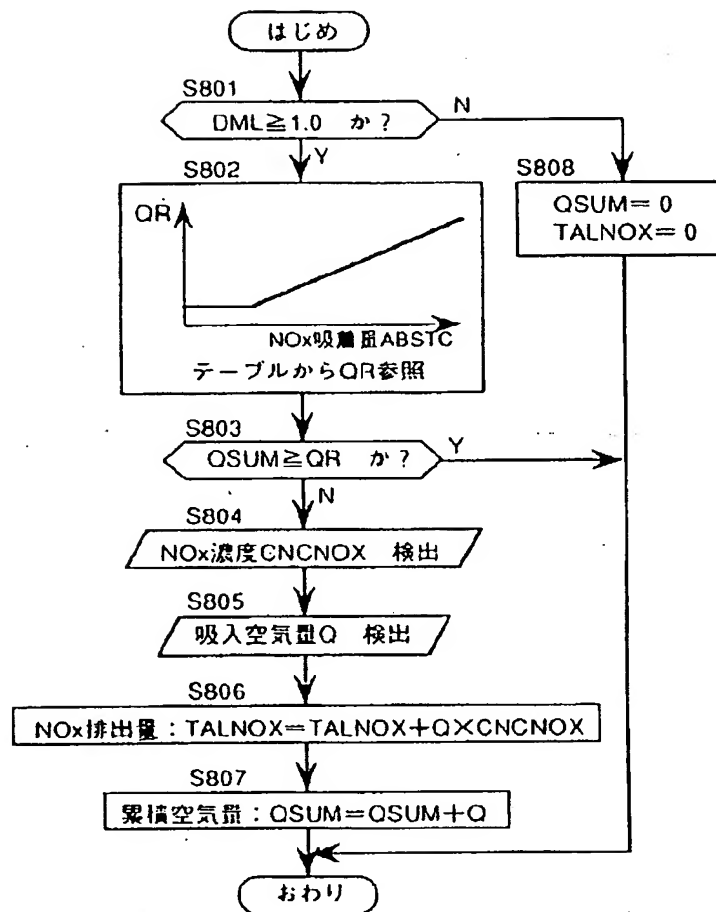 はじめ
S801
DML≧1.0 か?
N
Y
S802
QR
NOx吸着量ABSTC
テーブルからQR参照
S808
QSUM=0
TALNOX=0
S803
QSUM≧QR か?
Y
N
S804
NOx濃度CNCNOX 検出
S805
吸入空気量Q 検出
S806
NOx排出量:TALNOX=TALNOX+Q×CNCNOX
S807
累積空気量:QSUM=QSUM+Q
おわり